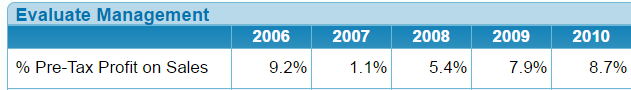 Evaluate Management
2006 2007 2008 2009 2010
% Pre-Tax Profit on Sales 9.2% 1.1% 5.4% 7.9% 8.7%